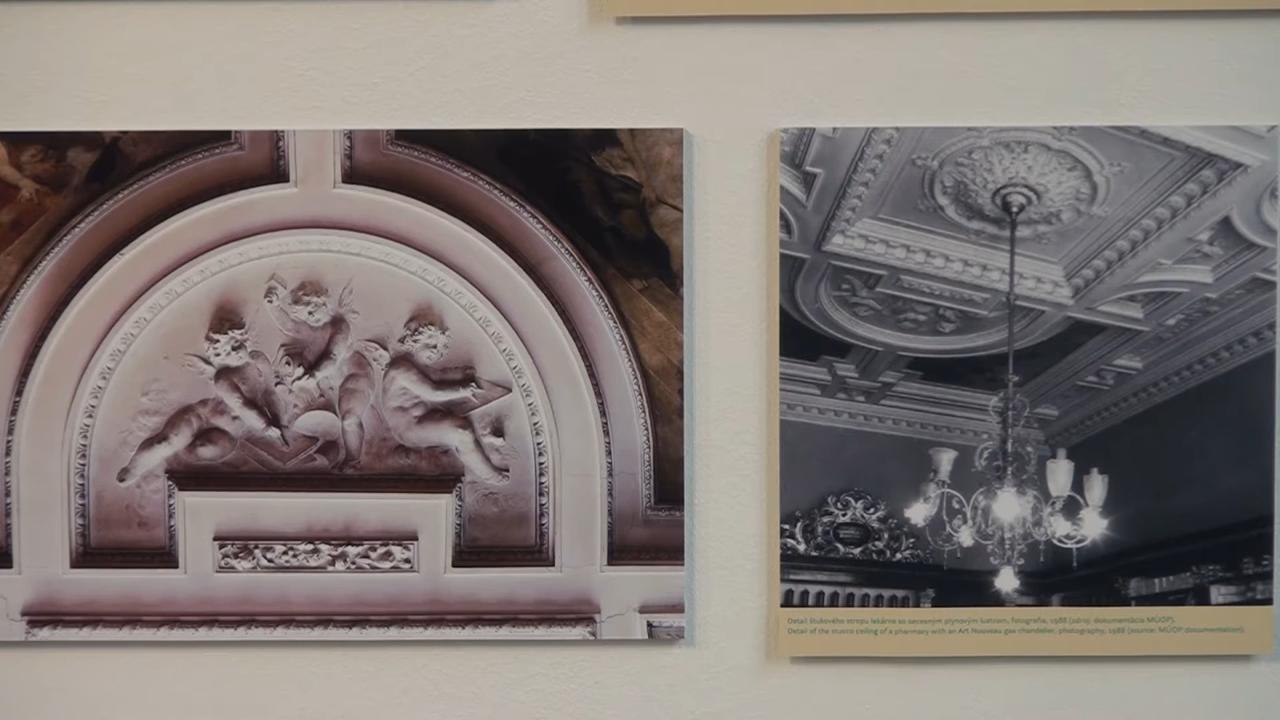 Detail štukového stropu lekárne so secesným plynovým lustrom, fotografia, 1988 (zdroj: dokumentácia MÚOP).
Detail of the stucco ceiling of a pharmacy with an Art Nouveau gas chandelier, photography, 1988 (source: MÚOP documentation).